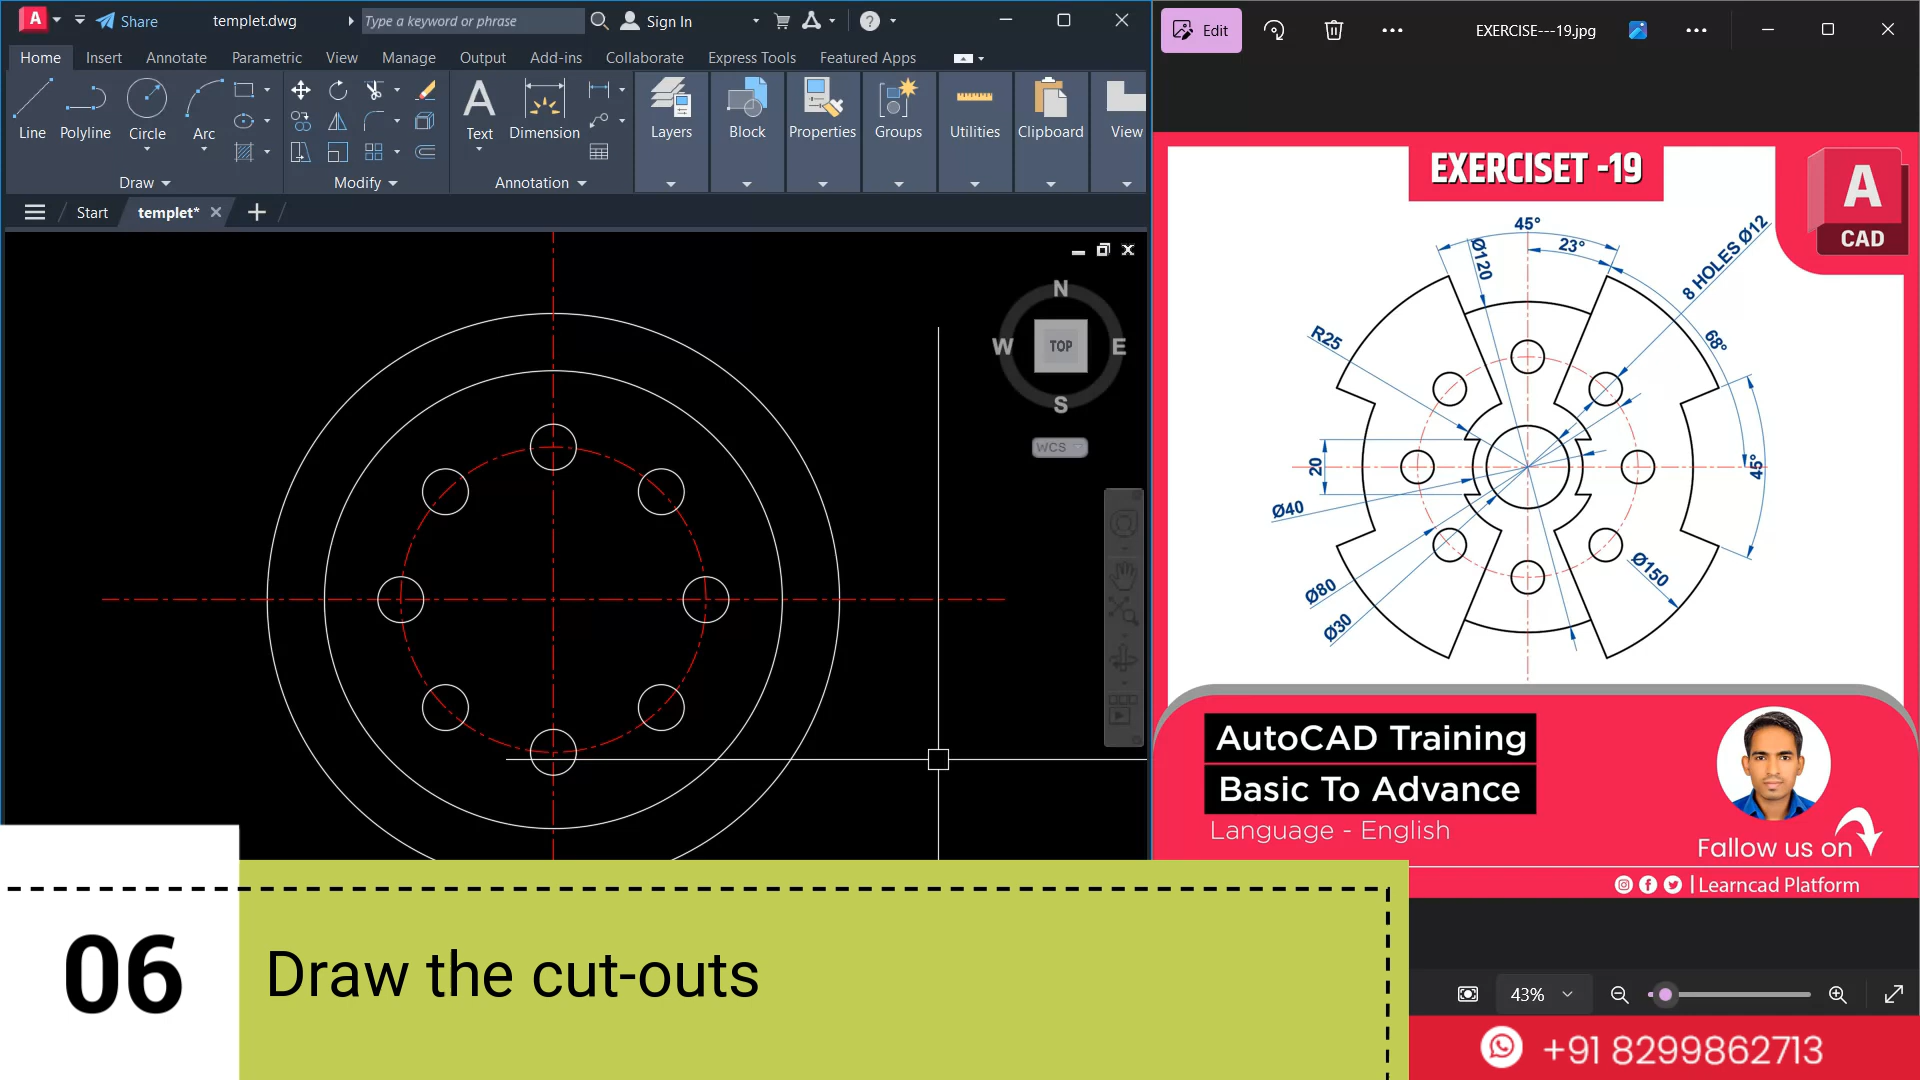 A
Share
templet.dwg
Type a keyword or phrase
Sign In
?
Home
Insert
Annotate
Parametric
View
Manage
Output
Add-ins
Collaborate
Express Tools
Featured Apps
Line
Polyline
Circle
Arc
Draw
Modify
A
Text
Dimension
Annotation
Layers
Block
Properties
Groups
Utilities
Clipboard
View
Start
templet*
N
W
TOP
E
S
WCS
06
Draw the cut-outs
Edit
EXERCISE---19.jpg
EXERCISET -19
A
CAD
45°
23°
Ø120
8 HOLES Ø12
R25
68°
20
45°
Ø40
Ø80
Ø30
Ø150
AutoCAD Training
Basic To Advance
Language - English
Fallow us on
|Learncad Platform
43%
+91 8299862713